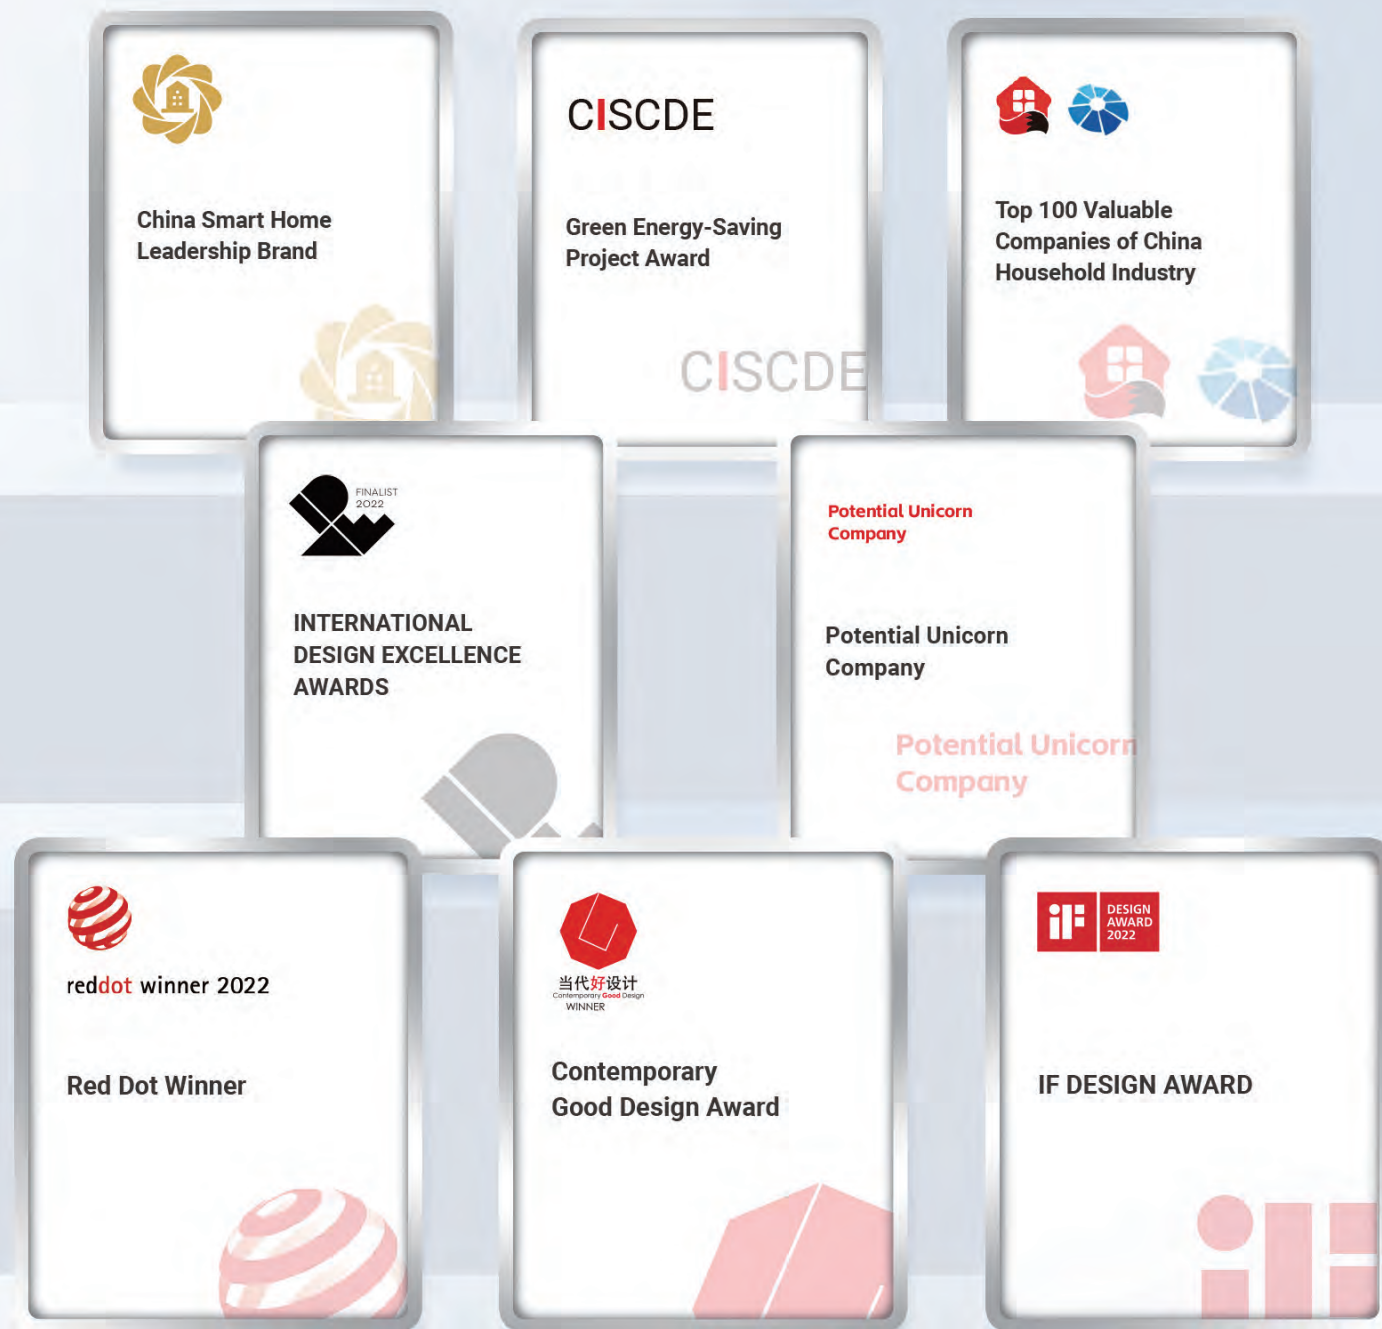 China Smart Home
Leadership Brand
CISCDE
Green Energy-Saving
Project Award
CISCDE
Top 100 Valuable
Companies of China
Household Industry
FINALIST
2022
INTERNATIONAL
DESIGN EXCELLENCE
AWARDS
Potential Unicorn
Company
Potential Unicorn
Company
Potential Unicorn
Company
reddot winner 2022
Red Dot Winner
当代好设计
Contemporary Good Design
WINNER
Contemporary
Good Design Award
iF
DESIGN
AWARD
2022
IF DESIGN AWARD
iF